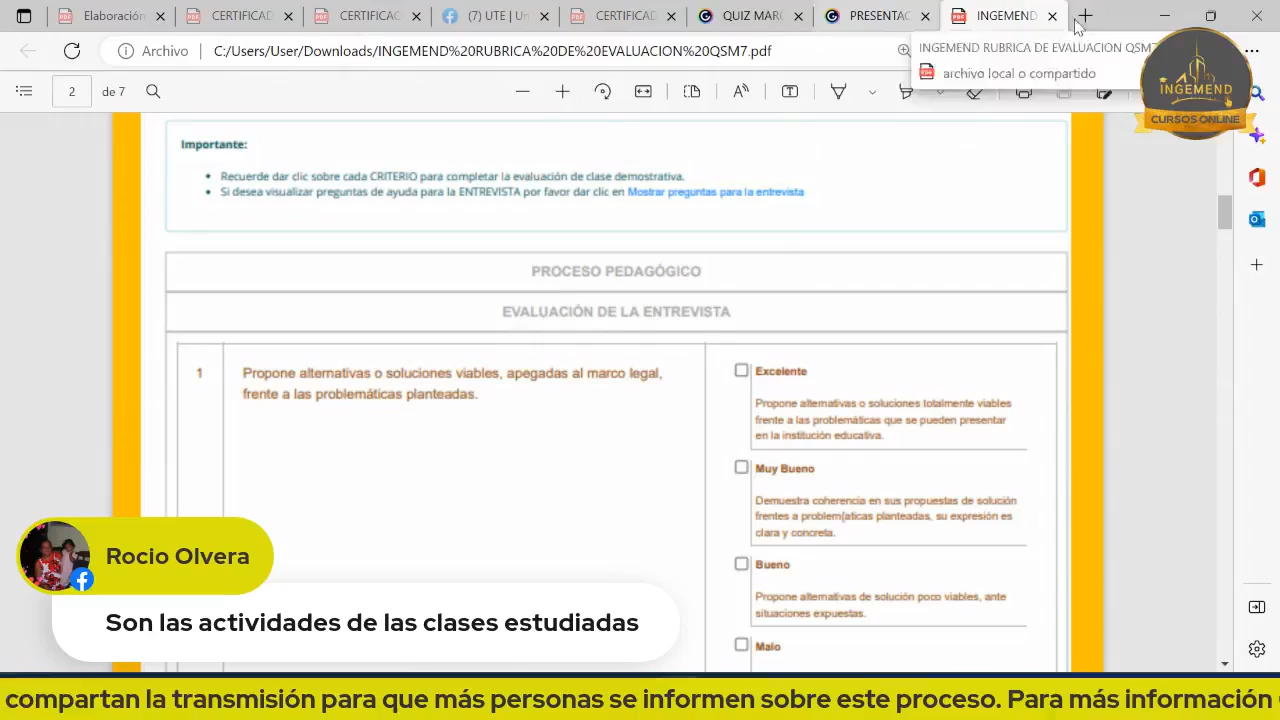 Elaboración
CERTIFICAD
CERTIFICAC
(7) UTE | Un
CERTIFICAD
QUIZ MAR
PRESENTAC
INGEMEND
Archivo
C:/Users/User/Downloads/INGEMEND%20RUBRICA%20DE%20EVALUACION%20QSM7.pdf
INGEMEND RUBRICA DE EVALUACION QSM7
archivo local o compartido
2
de 7
INGEMEND
CURSOS ONLINE
Importante:
• Recuerde dar clic sobre cada CRITERIO para completar la evaluación de clase demostrativa.
• Si desea visualizar preguntas de ayuda para la ENTREVISTA por favor dar clic en Mostrar preguntas para la entrevista
PROCESO PEDAGÓGICO
EVALUACIÓN DE LA ENTREVISTA
1
Propone alternativas o soluciones viables, apegadas al marco legal,
frente a las problemáticas planteadas.
Excelente
Propone alternativas o soluciones totalmente viables
frente a las problemáticas que se pueden presentar
en la institución educativa.
Muy Bueno
Demuestra coherencia en sus propuestas de solución
frentes a problem{aticas planteadas, su expresión es
clara y concreta.
Bueno
Propone alternativas de solución poco viables, ante
situaciones expuestas.
Malo
Rocio Olvera
Son las actividades de las clases estudiadas
compartan la transmisión para que más personas se informen sobre este proceso. Para más información